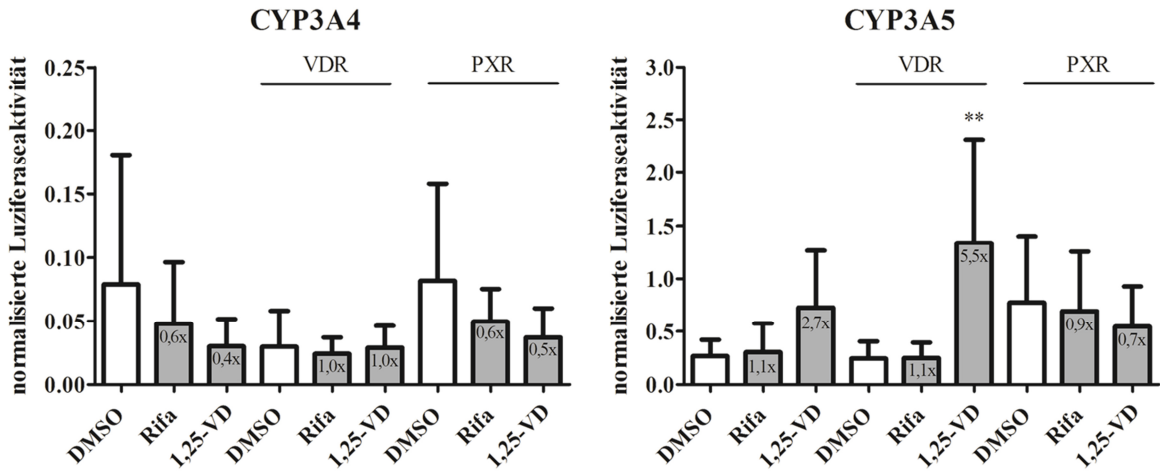 CYP3A4
normalisierte Luziferaseaktivität
0.25
0.20
0.15
0.10
0.05
0.00
VDR
PXR
0,6x
0,4x
1,0x
1,0x
0,6x
0,5x
DMSO
Rifa
1,25-VD
DMSO
Rifa
1,25-VD
DMSO
Rifa
1,25-VD
CYP3A5
normalisierte Luziferaseaktivität
3.0
2.5
2.0
1.5
1.0
0.5
0.0
VDR
PXR
**
1,1x
2,7x
1,1x
5,5x
0,9x
0,7x
DMSO
Rifa
1,25-VD
DMSO
Rifa
1,25-VD
DMSO
Rifa
1,25-VD